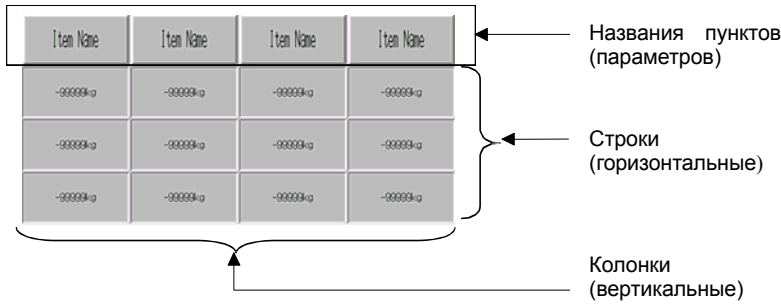 Item Name Item Name Item Name Item Name
Названия пунктов
(параметров)
-99999kg -99999kg -99999kg -99999kg
-99999kg -99999kg -99999kg -99999kg
Строки
(горизонтальные)
-99999kg -99999kg -99999kg -99999kg
Колонки
(вертикальные)